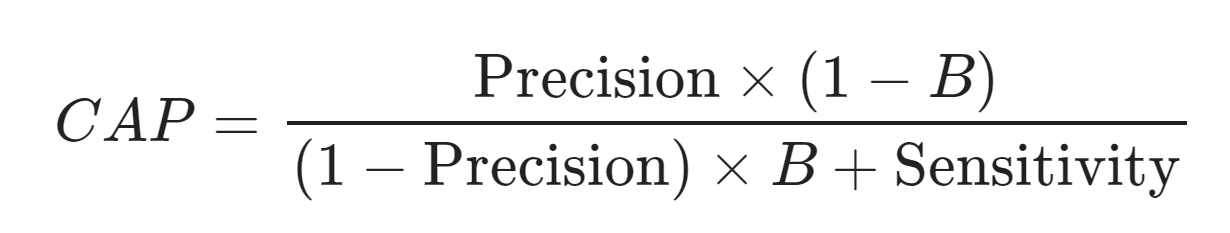 CAP = Precision × (1 − B) / (1 − Precision) × B + Sensitivity